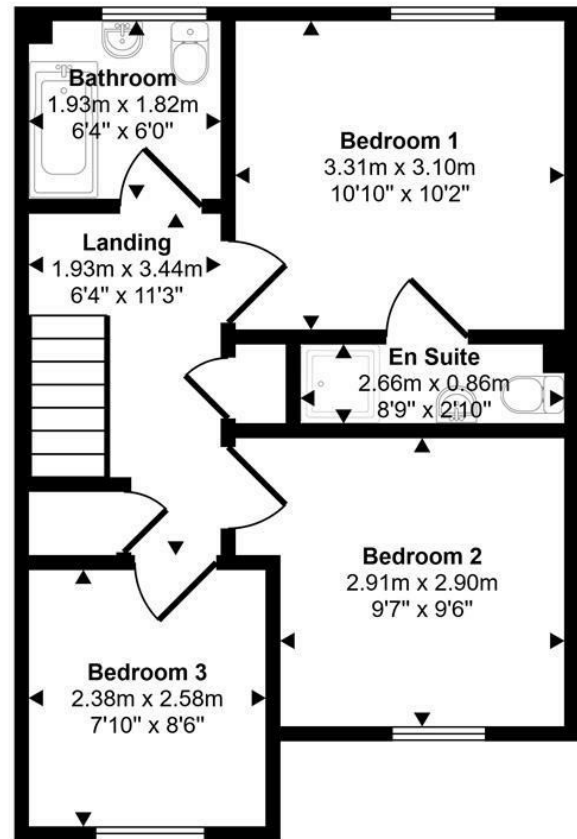 Bathroom
1.93m x 1.82m
6'4" x 6'0"
Bedroom 1
3.31m x 3.10m
10'10" x 10'2"
Landing
1.93m x 3.44m
6'4" x 11'3"
En Suite
2.66m x 0.86m
8'9" x 2'10"
Bedroom 2
2.91m x 2.90m
9'7" x 9'6"
Bedroom 3
2.38m x 2.58m
7'10" x 8'6"